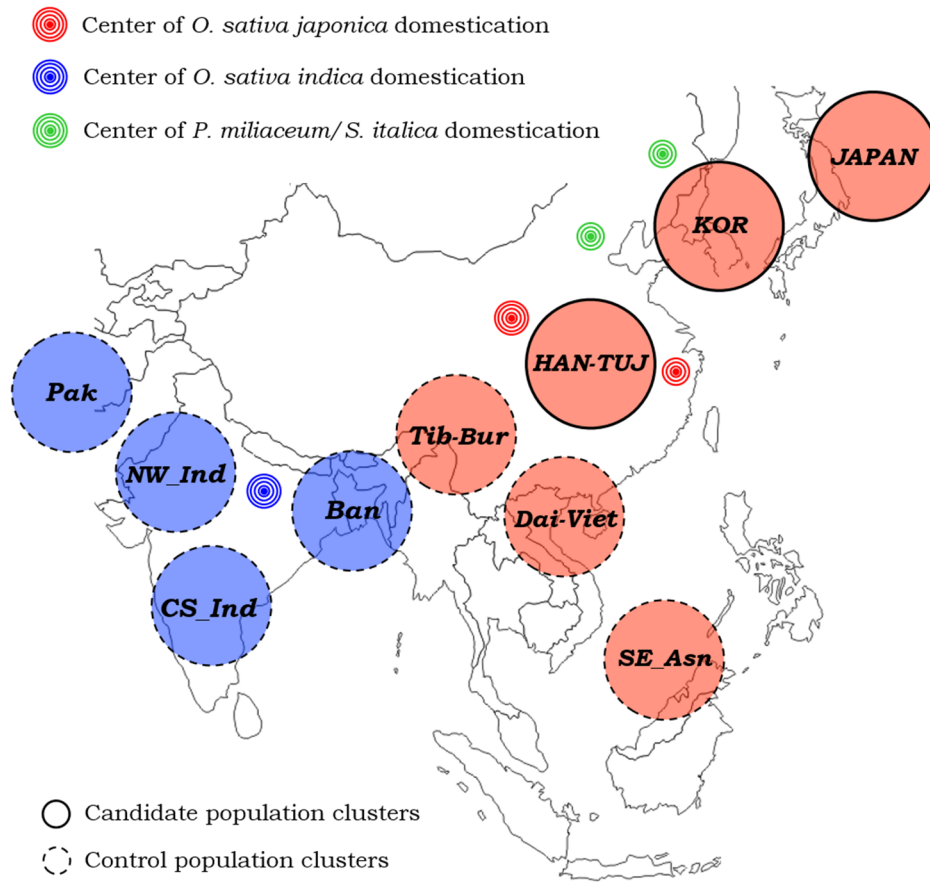 Center of O. sativa japonica domestication
Center of O. sativa indica domestication
Center of P. miliaceum/S. italica domestication
JAPAN
KOR
HAN-TUJ
Pak
Tib-Bur
NW_Ind
Ban
Dai-Viet
CS_Ind
SE_Asn
Candidate population clusters
Control population clusters